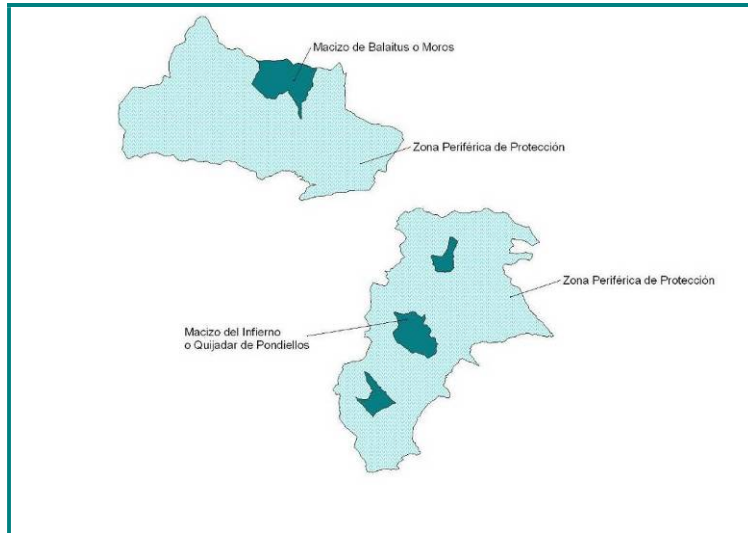 Macizo de Balaitus o Moros
Zona Periférica de Protección
Zona Periférica de Protección
Macizo del Infierno
o Quijadar de Pondiellos